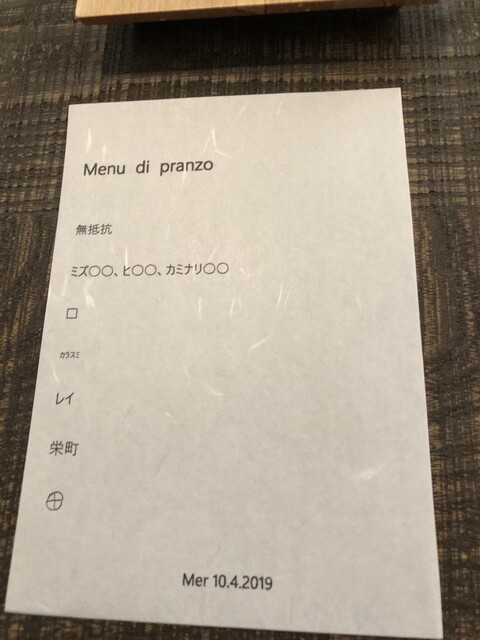 Menu di pranzo
無抵抗
ミズ〇〇、ヒ〇〇、カミナリ〇〇
□
カラスミ
レイ
栄町
⊕
Mer 10.4.2019